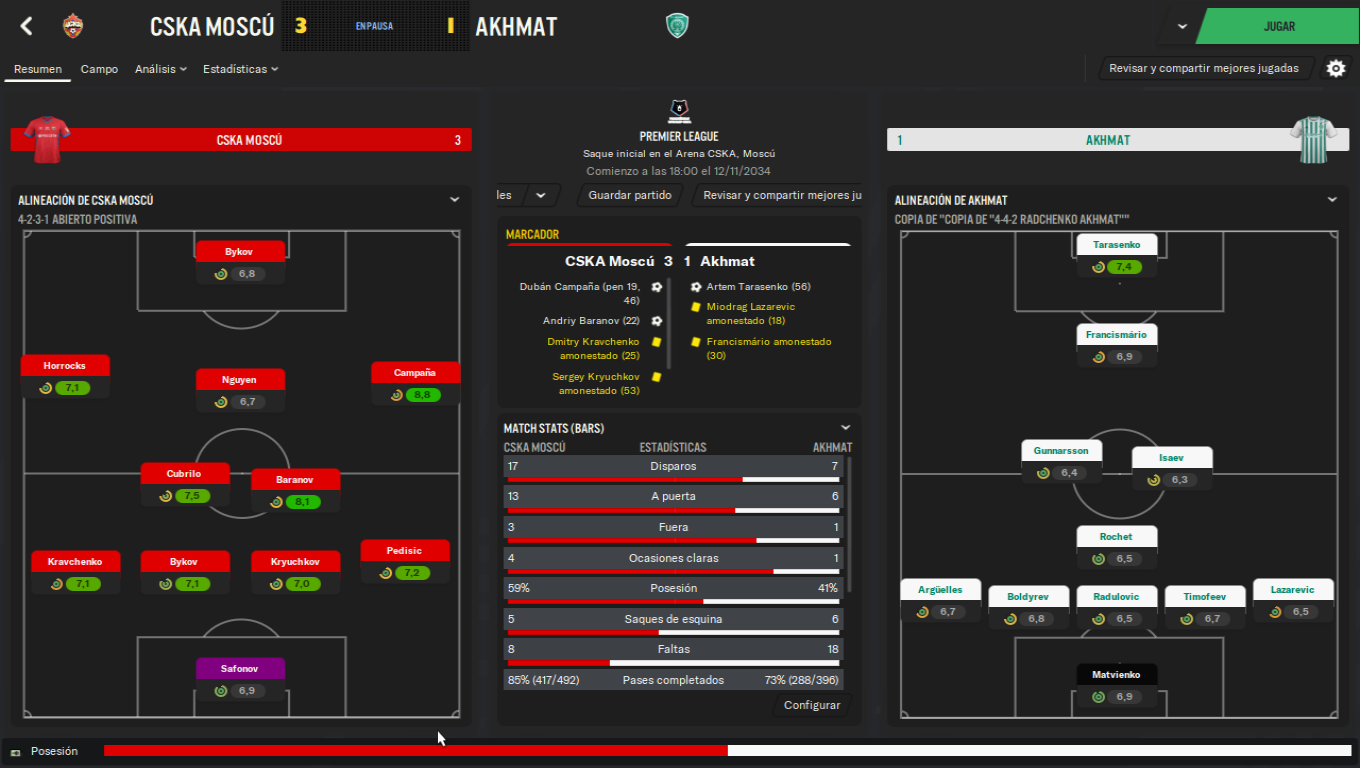 CSKA MOSCÚ 3 EN PAUSA 1 AKHMAT
JUGAR
Resumen Campo Análisis Estadísticas
Revisar y compartir mejores jugadas
CSKA MOSCÚ 3
PREMIER LEAGUE
Saque inicial en el Arena CSKA, Moscú
Comienzo a las 18:00 el 12/11/2034
les Guardar partido Revisar y compartir mejores ju
1 AKHMAT
ALINEACIÓN DE CSKA MOSCÚ
4-2-3-1 ABIERTO POSITIVA
Bykov
6,8
Horrocks
7,1
Nguyen
6,7
Campaña
8,8
Cubrilo
7,5
Baranov
8,1
Kravchenko
7,1
Bykov
7,1
Kryuchkov
7,0
Pedisic
7,2
Safonov
6,9
MARCADOR
CSKA Moscú 3 1 Akhmat
Dubán Campaña (pen 19,
46)
Andriy Baranov (22)
Dmitry Kravchenko
amonestado (25)
Sergey Kryuchkov
amonestado (53)
Artem Tarasenko (56)
Miodrag Lazarevic
amonestado (18)
Francismário amonestado
(30)
MATCH STATS (BARS)
CSKA MOSCÚ ESTADÍSTICAS AKHMAT
17 Disparos 7
13 A puerta 6
3 Fuera 1
4 Ocasiones claras 1
59% Posesión 41%
5 Saques de esquina 6
8 Faltas 18
85% (417/492) Pases completados 73% (288/396)
Configurar
ALINEACIÓN DE AKHMAT
COPIA DE "COPIA DE "4-4-2 RADCHENKO AKHMAT""
Tarasenko
7,4
Francismário
6,9
Gunnarsson
6,4
Isaev
6,3
Rochet
6,5
Argüelles
6,7
Boldyrev
6,8
Radulovic
6,5
Timofeev
6,7
Lazarevic
6,5
Matvienko
6,9
Posesión